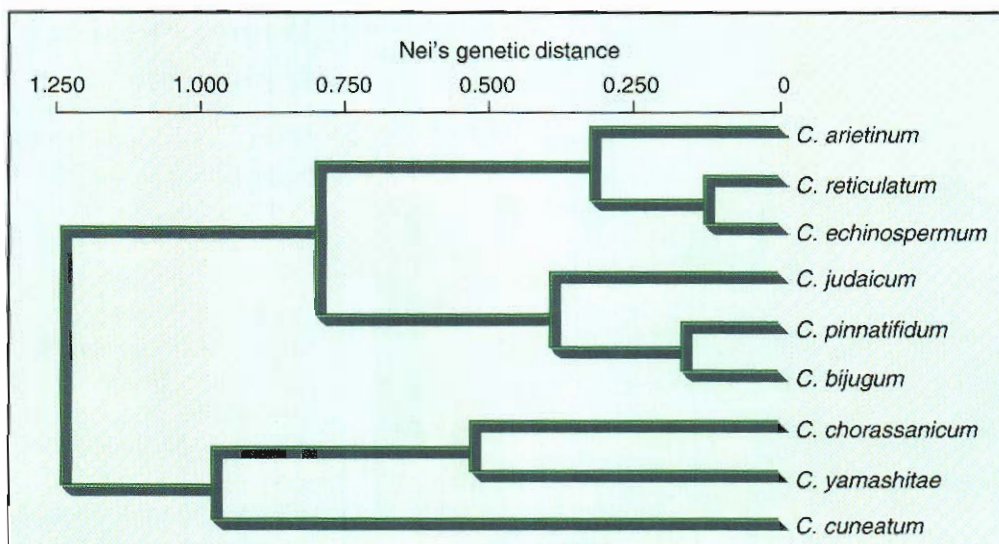 Nei's genetic distance
1.250 1.000 0.750 0.500 0.250 0
C. arietinum
C. reticulatum
C. echinospermum
C. judaicum
C. pinnatifidum
C. bijugum
C. chorassanicum
C. yamashitae
C. cuneatum